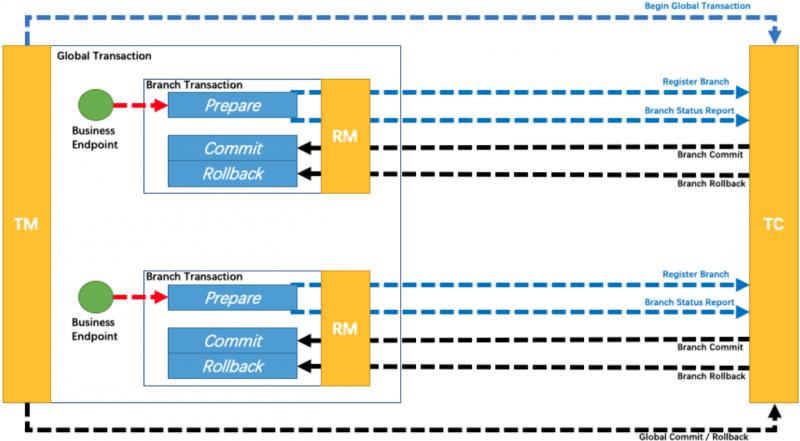 Begin Global Transaction
Global Transaction
Branch Transaction
Register Branch
Prepare
Branch Status Report
Business
Endpoint
RM
Commit
Branch Commit
Rollback
Branch Rollback
TM
TC
Branch Transaction
Register Branch
Prepare
Branch Status Report
Business
Endpoint
RM
Commit
Branch Commit
Rollback
Branch Rollback
Global Commit / Rollback